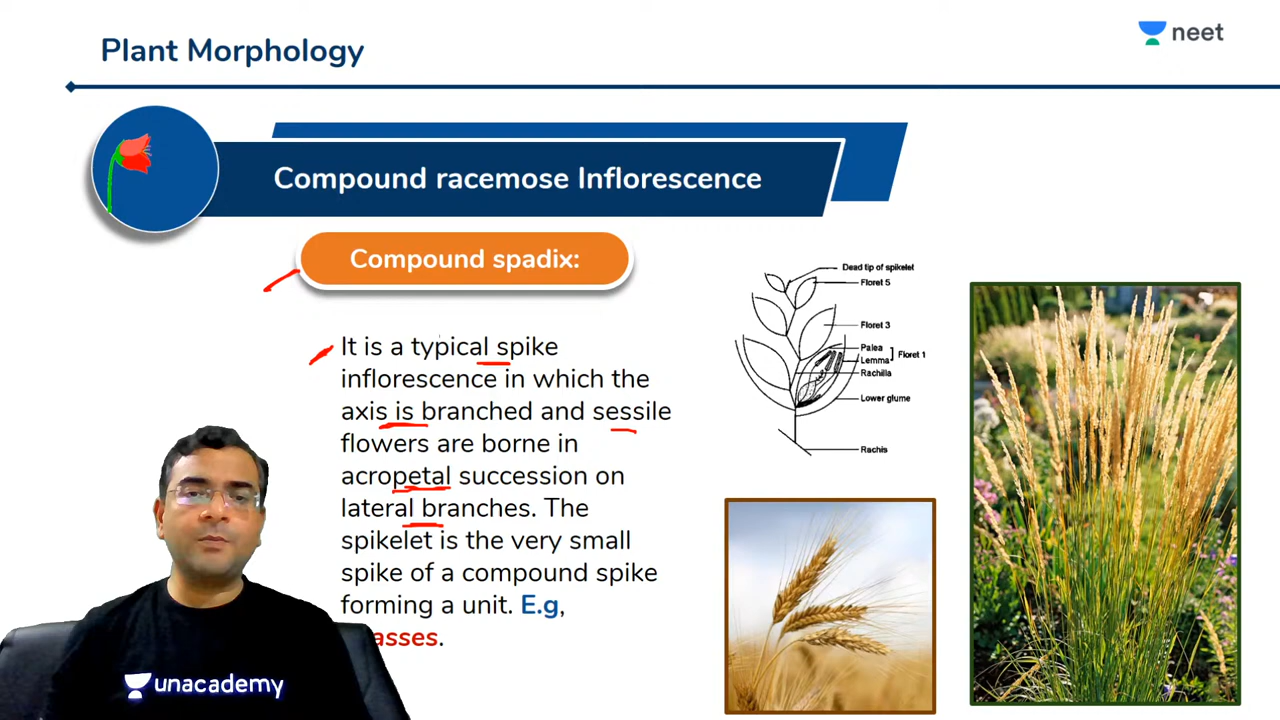 Plant Morphology
neet
Compound racemose Inflorescence
Compound spadix:
It is a typical spike
inflorescence in which the
axis is branched and sessile
flowers are borne in
acropetal succession on
lateral branches. The
spikelet is the very small
spike of a compound spike
forming a unit. E.g,
asses.
Dead tip of spikelet
Floret 5
Floret 3
Palea
Lemma
Floret 1
Rachilla
Lower glume
Rachis
unacademy